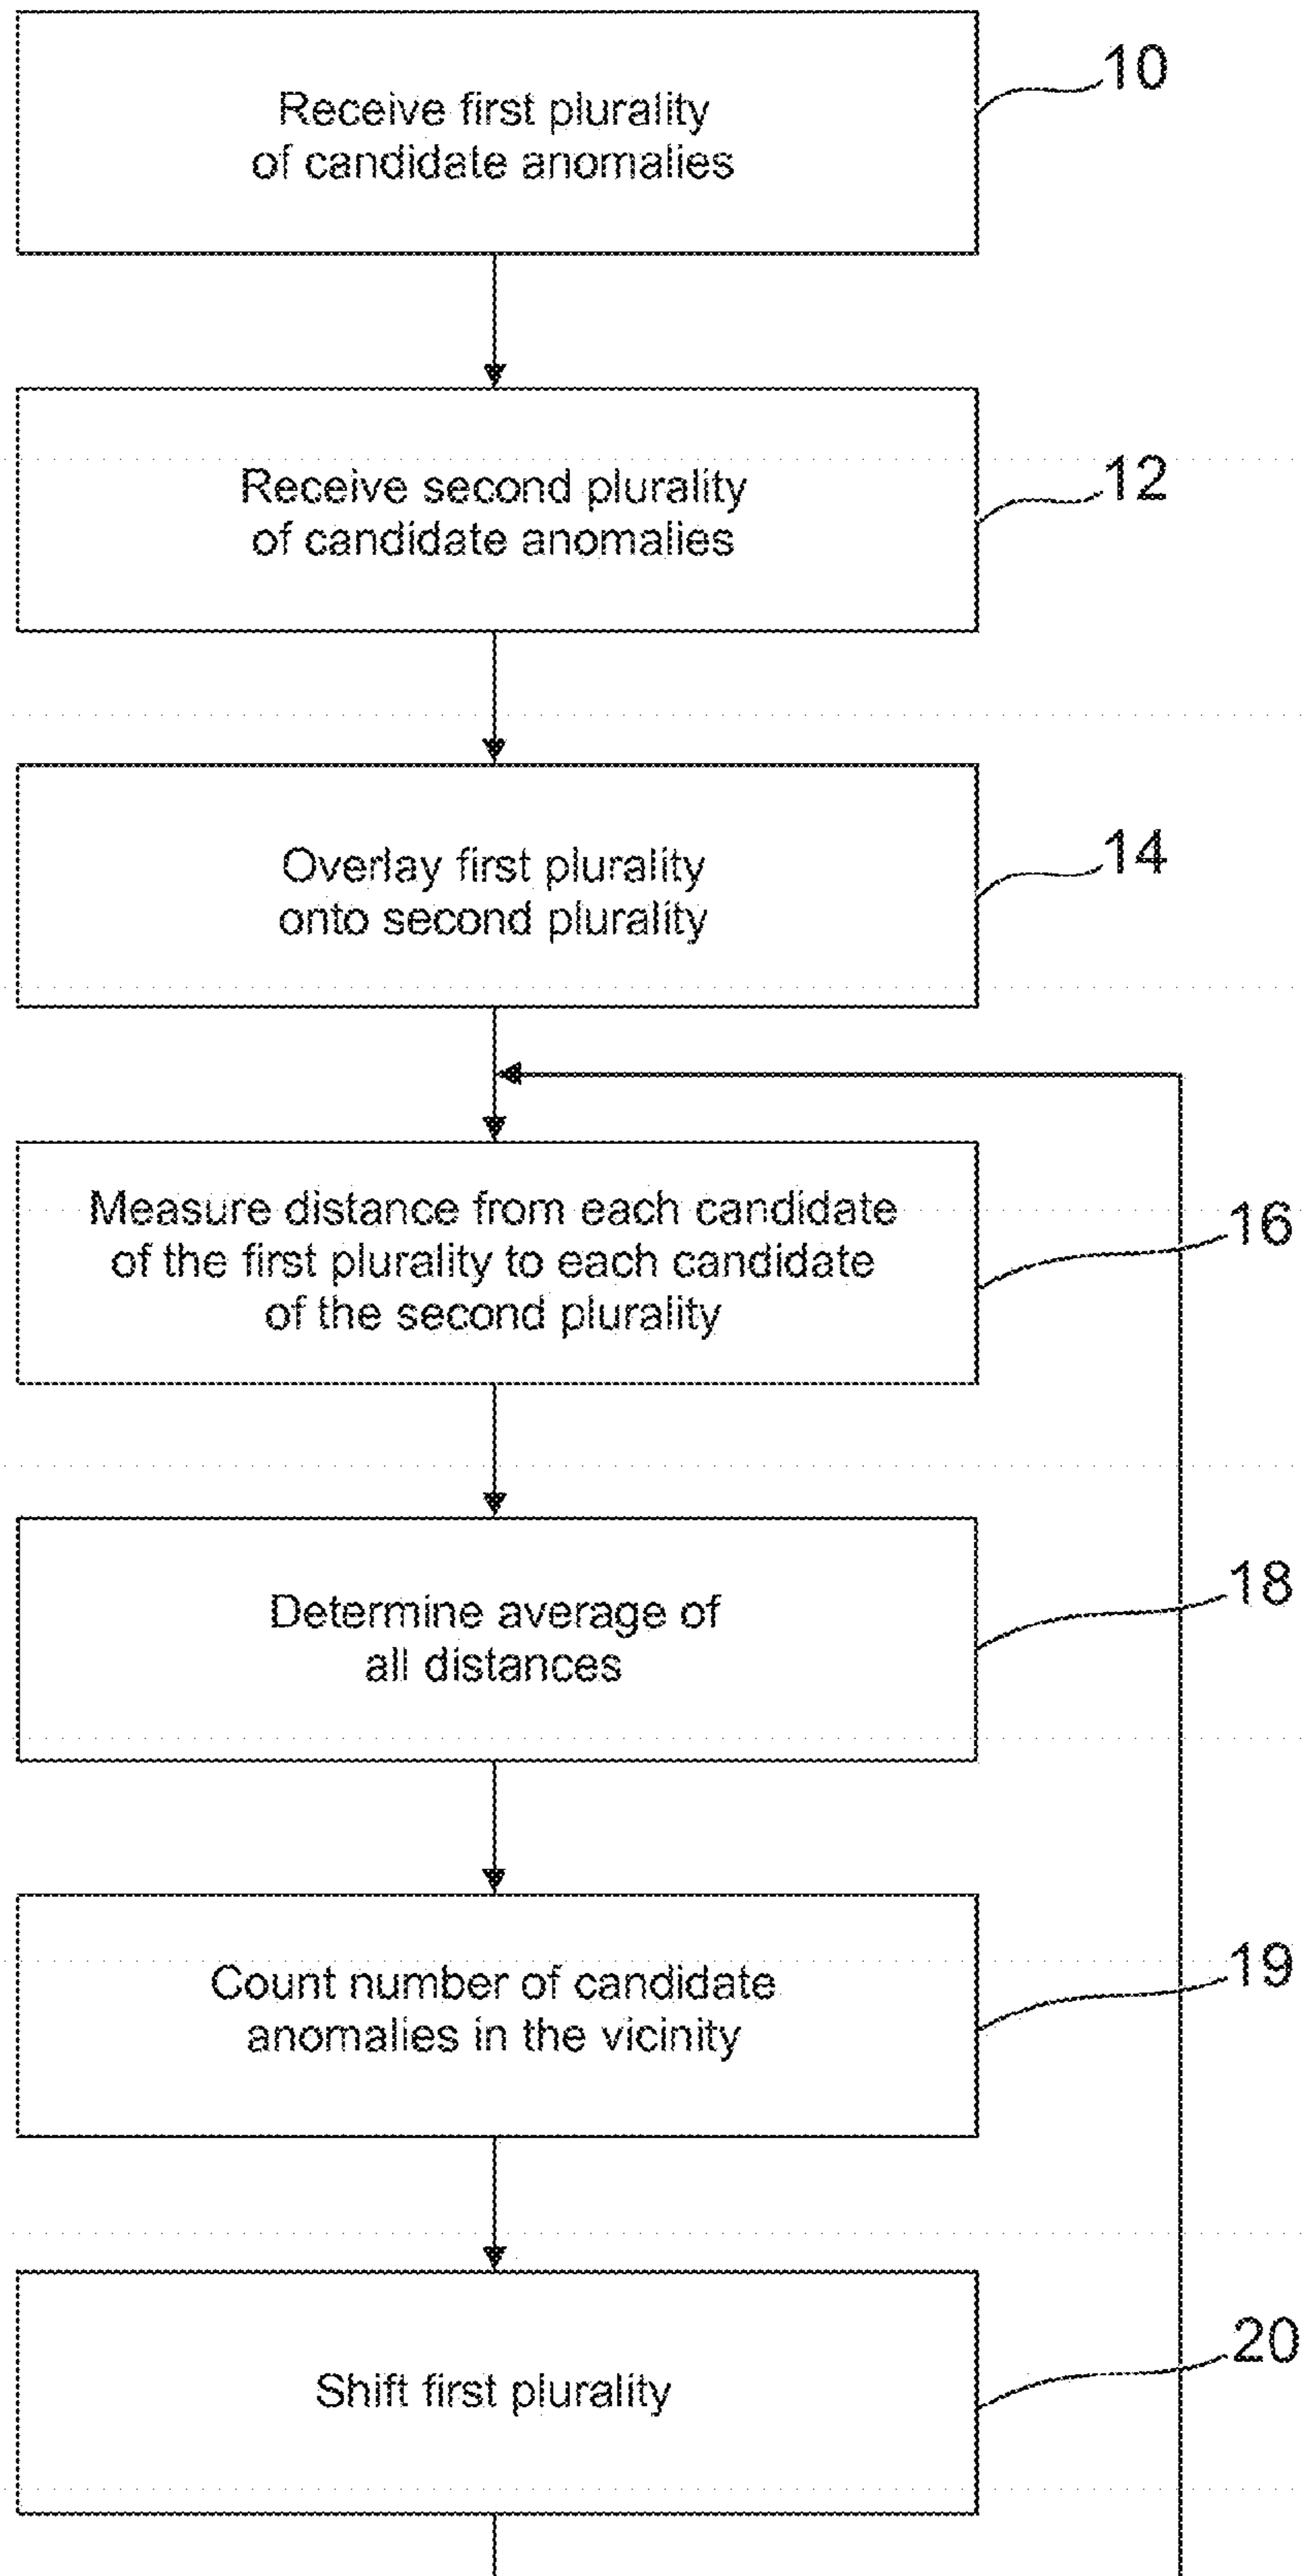 Receive first plurality
of candidate anomalies
10
Receive second plurality
of candidate anomalies
12
Overlay first plurality
onto second plurality
14
Measure distance from each candidate
of the first plurality to each candidate
of the second plurality
16
Determine average of
all distances
18
Count number of candidate
anomalies in the vicinity
19
Shift first plurality
20